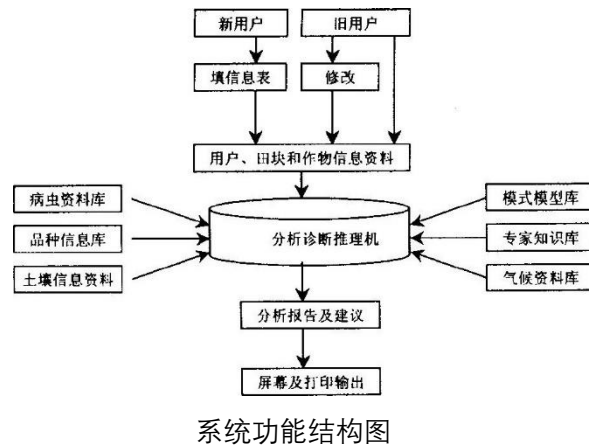 新用户
旧用户
填信息表
修改
用户、田块和作物信息资料
病虫资料库
模式模型库
品种信息库
分析诊断推理机
专家知识库
土壤信息资料
气候资料库
分析报告及建议
屏幕及打印输出
系统功能结构图